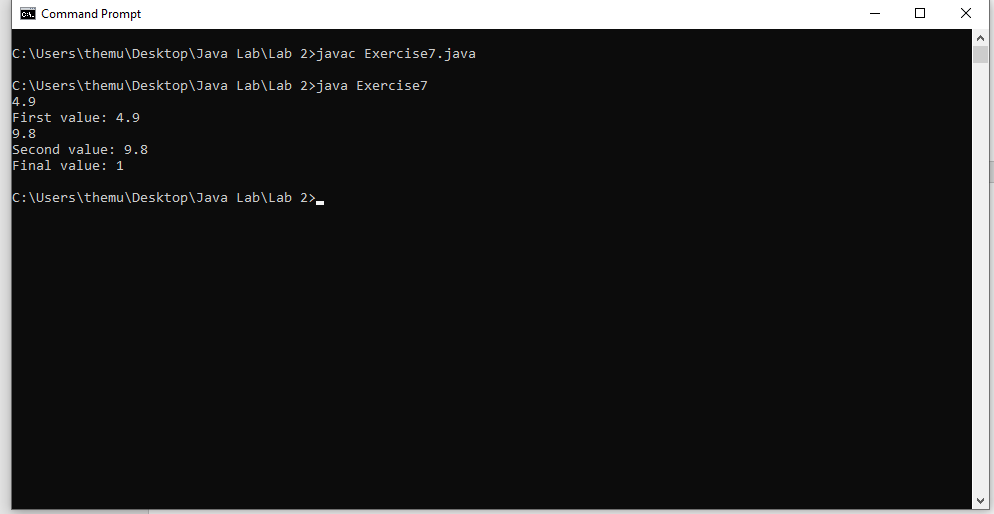 Command Prompt
C:\Users\themu\Desktop\Java Lab\Lab 2>javac Exercise7.java
C:\Users\themu\Desktop\Java Lab\Lab 2>java Exercise7
4.9
First value: 4.9
9.8
Second value: 9.8
Final value: 1
C:\Users\themu\Desktop\Java Lab\Lab 2>